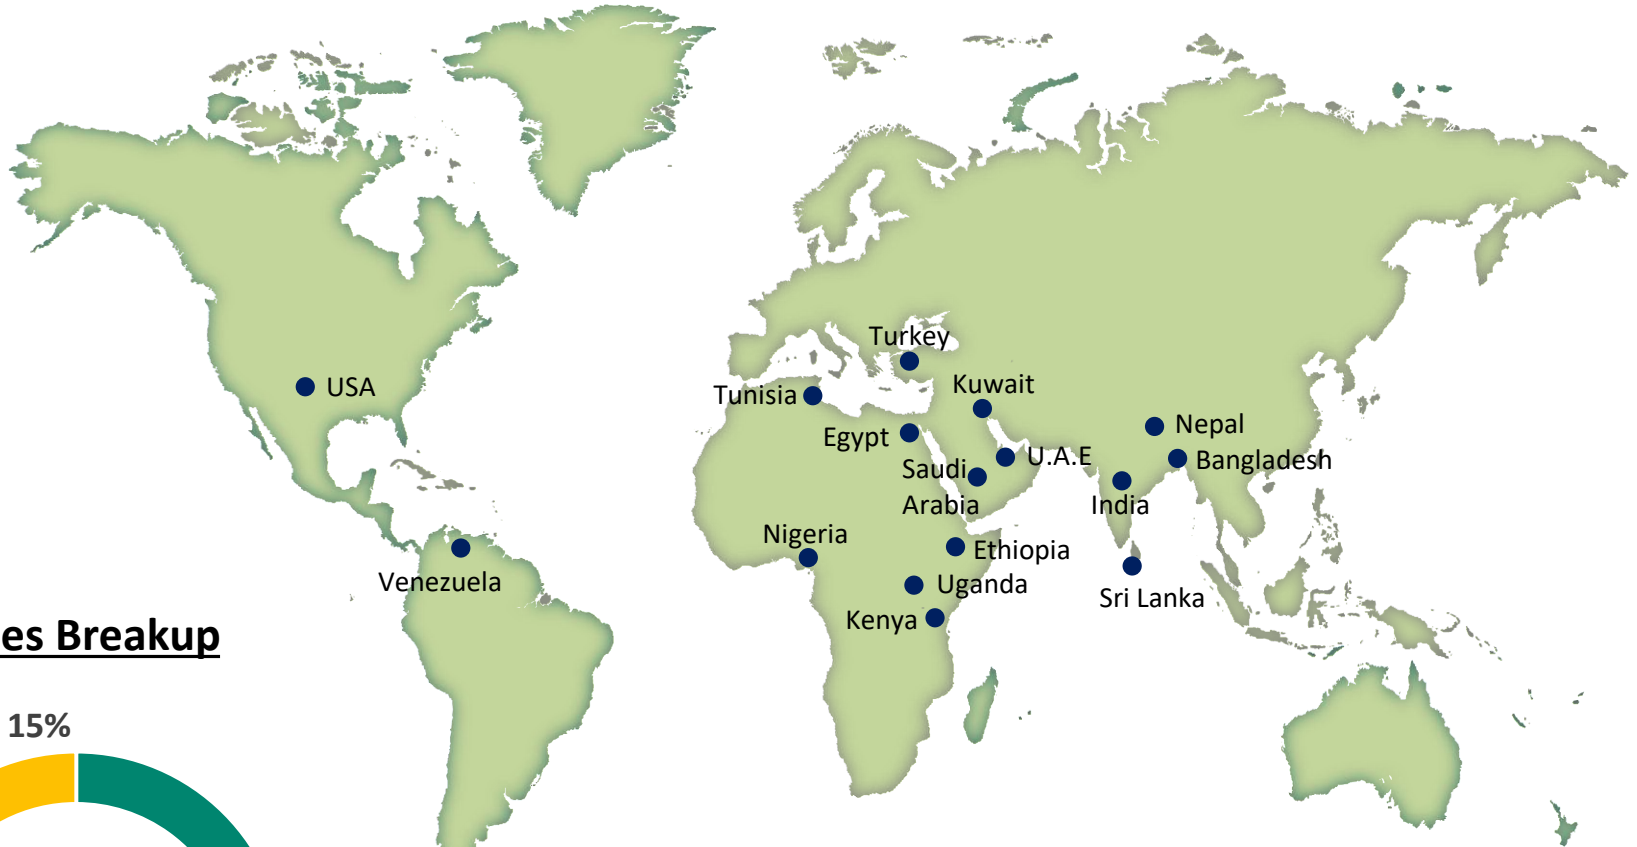 Turkey
Kuwait
USA
Tunisia
Nepal
Egypt
U.A.E
Bangladesh
Saudi
Arabia
India
Nigeria
Ethiopia
Venezuela
Uganda
Sri Lanka
Kenya
es Breakup
15%